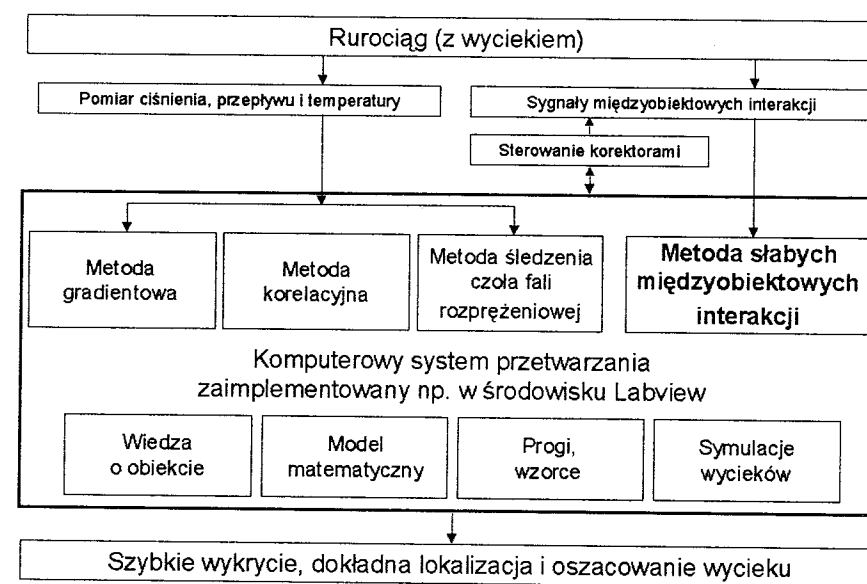 Rurociąg (z wyciekiem)
Pomiar ciśnienia, przepływu i temperatury
Sygnały międzyobiektowych interakcji
Sterowanie korektorami
Metoda
gradientowa
Metoda
korelacyjna
Metoda śledzenia
czoła fali
rozprężeniowej
Metoda słabych
międzyobiektowych
interakcji
Komputerowy system przetwarzania
zaimplementowany np. w środowisku Labview
Wiedza
o obiekcie
Model
matematyczny
Progi,
wzorce
Symulacje
wycieków
Szybkie wykrycie, dokładna lokalizacja i oszacowanie wycieku